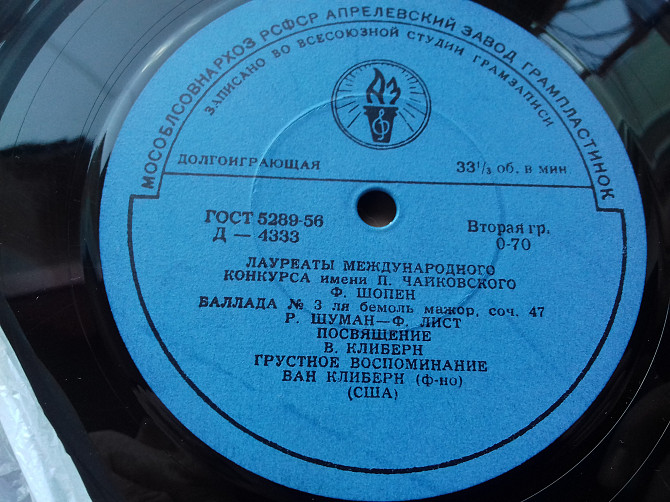 МОСОБЛСОВНАРХОЗ РСФСР АПРЕЛЕВСКИЙ ЗАВОД ГРАМПЛАСТИНОК
ЗАПИСАНО ВО ВСЕСОЮЗНОЙ СТУДИИ ГРАМЗАПИСИ
АЗ
ДОЛГОИГРАЮЩАЯ 33⅓ об. в мин.
ГОСТ 5289-56 Вторая гр.
Д — 4333 0-70
ЛАУРЕАТЫ МЕЖДУНАРОДНОГО
КОНКУРСА имени П. ЧАЙКОВСКОГО
Ф. ШОПЕН
БАЛЛАДА № 3 ля бемоль мажор, соч. 47
Р. ШУМАН—Ф. ЛИСТ
ПОСВЯЩЕНИЕ
В. КЛИБЕРН
ГРУСТНОЕ ВОСПОМИНАНИЕ
ВАН КЛИБЕРН (ф-но)
(США)